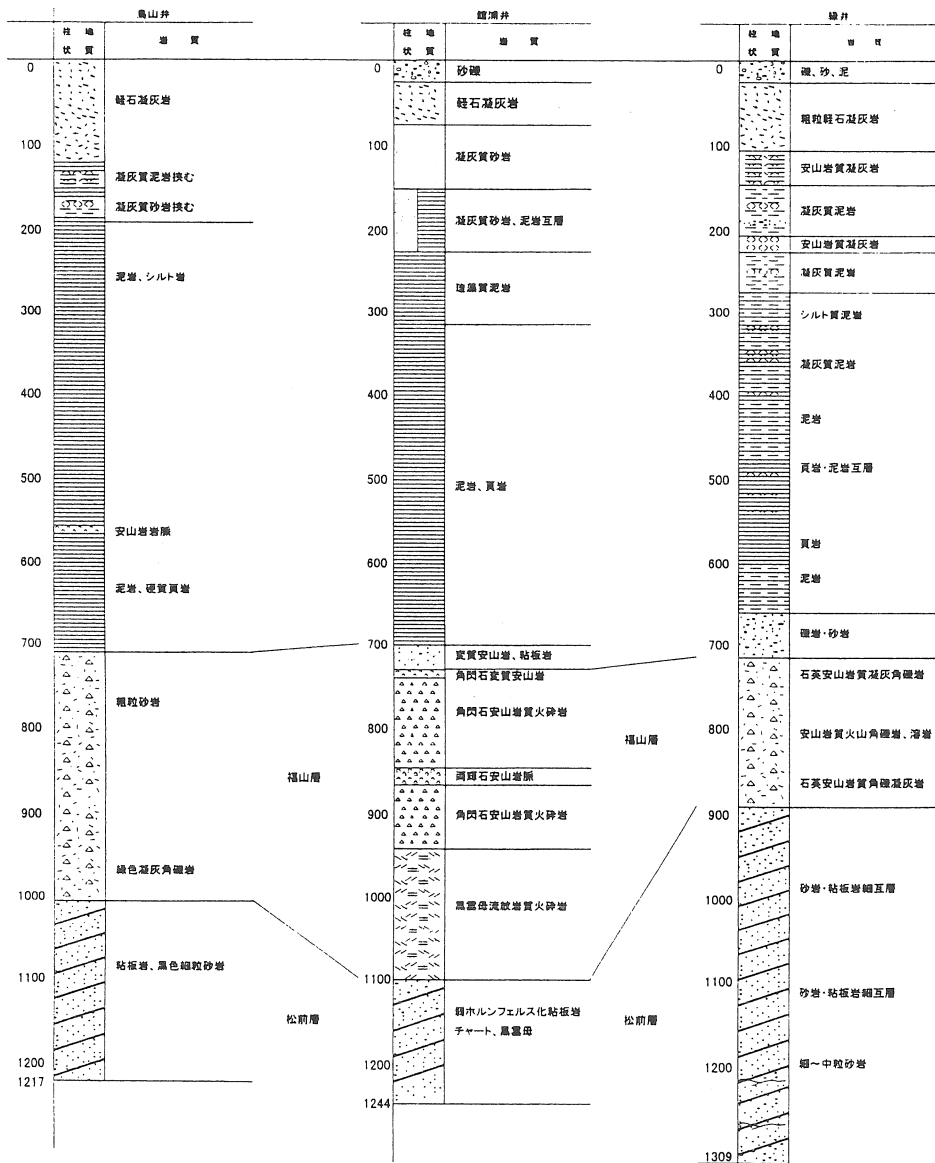 鳥山井
柱状 地質
岩質
0
軽石凝灰岩
100
凝灰質泥岩挟む
凝灰質砂岩挟む
200
泥岩、シルト岩
300
400
500
安山岩岩脈
600
泥岩、硬質頁岩
700
粗粒砂岩
800
900
緑色凝灰角礫岩
1000
粘板岩、黒色細粒砂岩
1100
1200
1217
福山層
松前層
館浦井
柱状 地質
岩質
0
砂礫
軽石凝灰岩
100
凝灰質砂岩
200
凝灰質砂岩、泥岩互層
300
400
500
泥岩、頁岩
600
700
変質安山岩、粘板岩
角閃石変質安山岩
800
角閃石安山岩質火砕岩
両輝石安山岩脈
900
角閃石安山岩質火砕岩
1000
黒雲母流紋岩質火砕岩
1100
ホルンフェルス化粘板岩
チャート、黒雲母
1200
1244
福山層
松前層
緑井
柱状 地質
岩質
0
礫、砂、泥
粗粒軽石凝灰岩
100
安山岩質凝灰岩
凝灰質泥岩
200
安山岩質凝灰岩
凝灰質泥岩
300
シルト質泥岩
凝灰質泥岩
400
泥岩
頁岩・泥岩互層
500
頁岩
600
泥岩
礫岩・砂岩
700
石英安山岩質凝灰角礫岩
800
安山岩質火山角礫岩、溶岩
石英安山岩質角礫凝灰岩
900
砂岩・粘板岩細互層
1000
1100
砂岩・粘板岩細互層
1200
細～中粒砂岩
1309